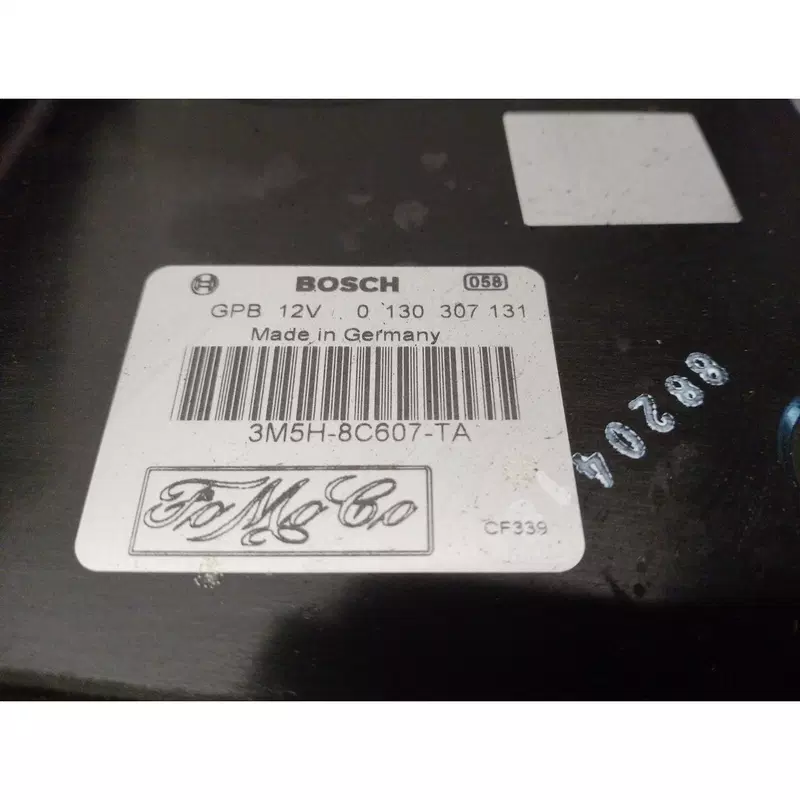 BOSCH 058
GPB 12V 0 130 307 131
Made in Germany
3M5H-8C607-TA
FoMoCo
CF339
40288